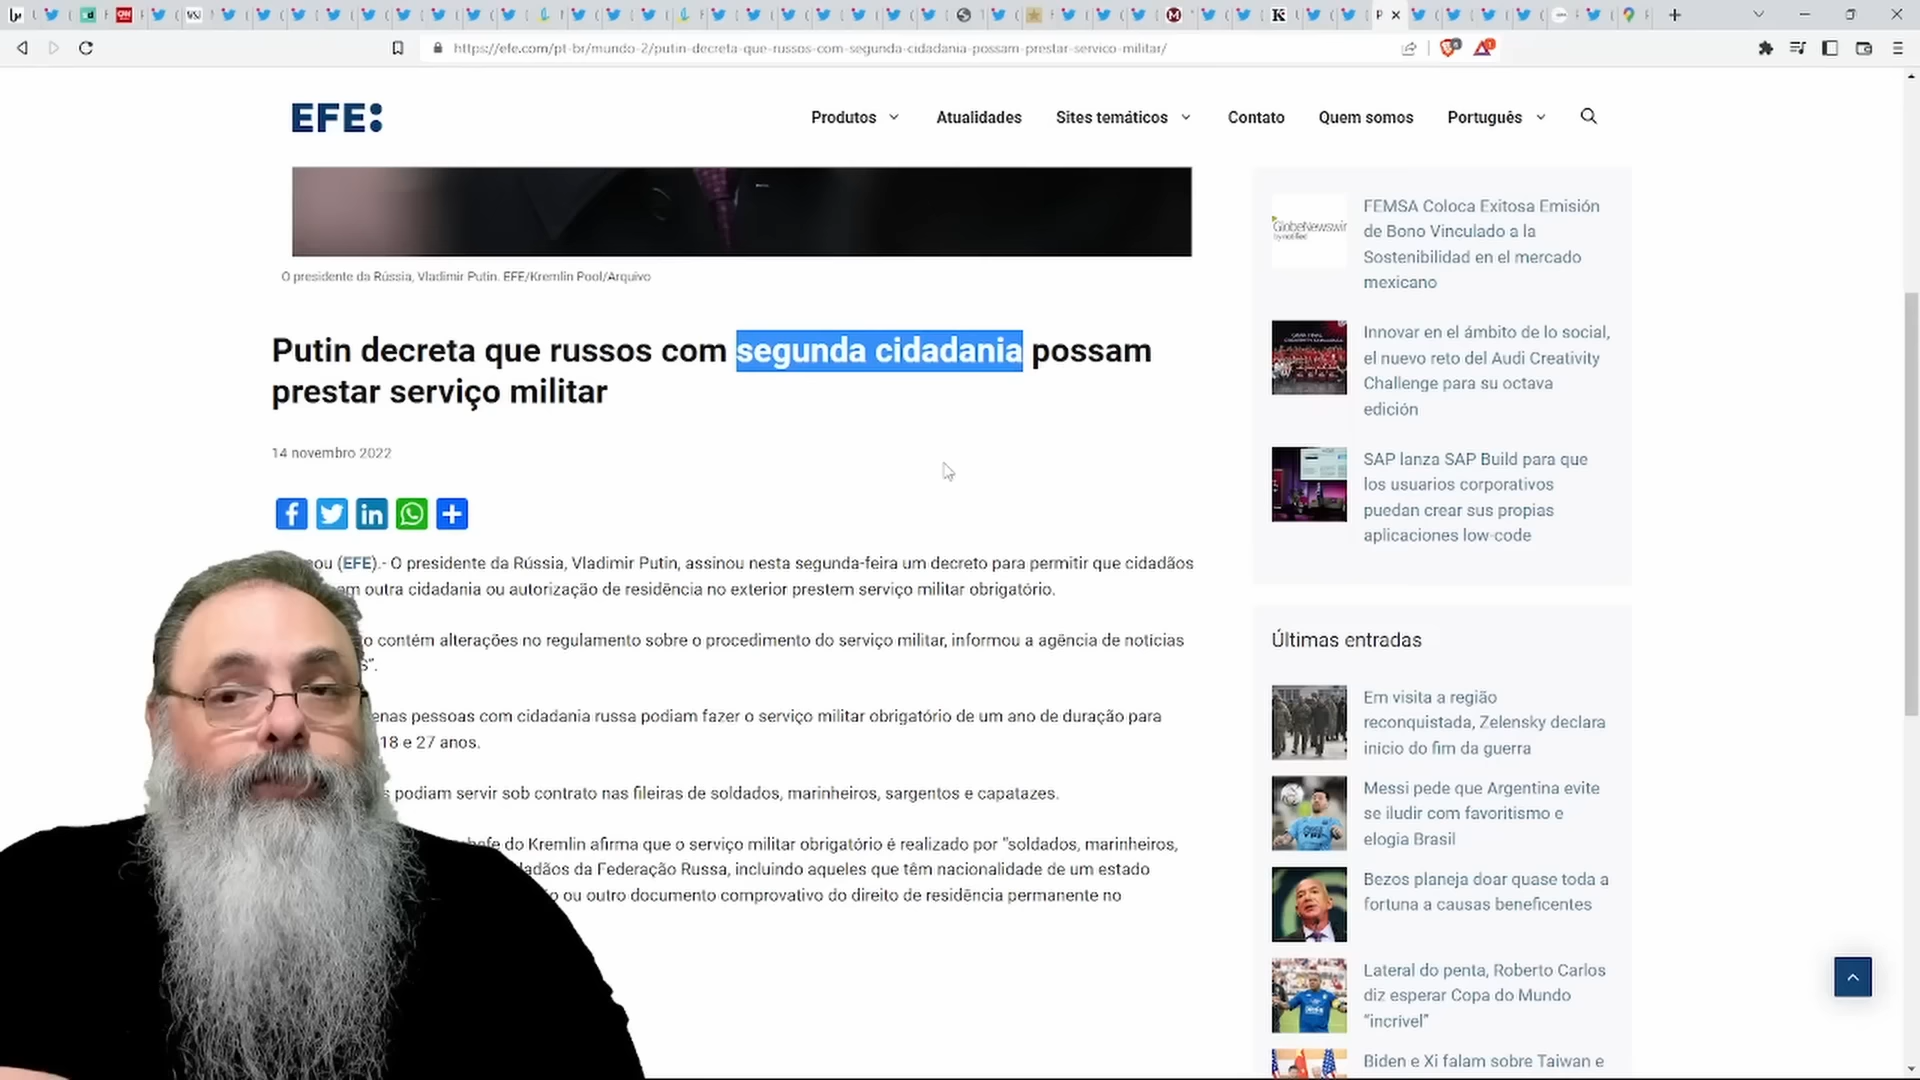 https://efe.com/pt-br/mundo-2/putin-decreta-que-russos-com-segunda-cidadania-possam-prestar-servico-militar/
EFE:
Produtos
Atualidades
Sites temáticos
Contato
Quem somos
Português
O presidente da Rússia, Vladimir Putin. EFE/Kremlin Pool/Arquivo
Putin decreta que russos com segunda cidadania possam
prestar serviço militar
14 novembro 2022
(EFE).- O presidente da Rússia, Vladimir Putin, assinou nesta segunda-feira um decreto para permitir que cidadãos
outra cidadania ou autorização de residência no exterior prestem serviço militar obrigatório.
contém alterações no regulamento sobre o procedimento do serviço militar, informou a agência de notícias
pessoas com cidadania russa podiam fazer o serviço militar obrigatório de um ano de duração para
18 e 27 anos.
podiam servir sob contrato nas fileiras de soldados, marinheiros, sargentos e capatazes.
do Kremlin afirma que o serviço militar obrigatório é realizado por “soldados, marinheiros,
da Federação Russa, incluindo aqueles que têm nacionalidade de um estado
ou outro documento comprovativo do direito de residência permanente no
GlobeNewswir
by notified
FEMSA Coloca Exitosa Emisión
de Bono Vinculado a la
Sostenibilidad en el mercado
mexicano
Innovar en el ámbito de lo social,
el nuevo reto del Audi Creativity
Challenge para su octava
edición
SAP lanza SAP Build para que
los usuarios corporativos
puedan crear sus propias
aplicaciones low-code
Últimas entradas
Em visita a região
reconquistada, Zelensky declara
início do fim da guerra
Messi pede que Argentina evite
se iludir com favoritismo e
elogia Brasil
Bezos planeja doar quase toda a
fortuna a causas beneficentes
Lateral do penta, Roberto Carlos
diz esperar Copa do Mundo
“incrível”
Biden e Xi falam sobre Taiwan e